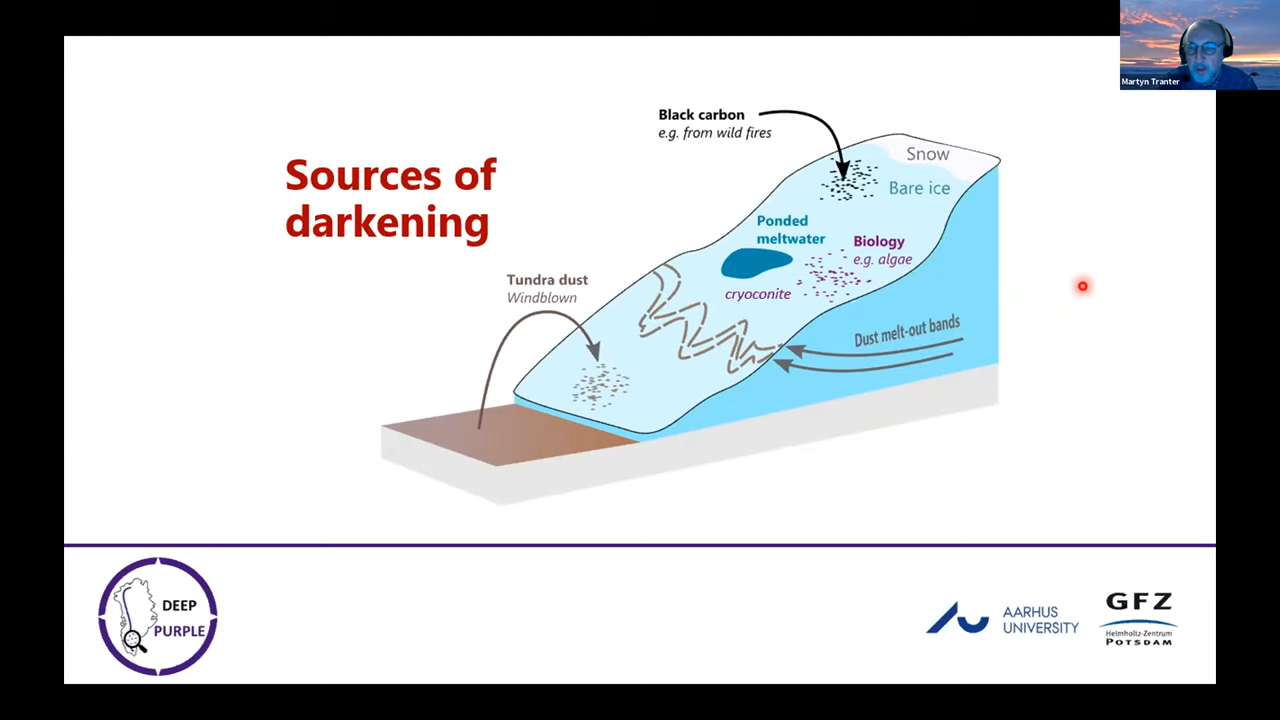 Martyn Tranter
Black carbon
e.g. from wild fires
Sources of
darkening
Snow
Bare ice
Ponded
meltwater
Biology
e.g. algae
cryoconite
Tundra dust
Windblown
Dust melt-out bands
DEEP
PURPLE
AARHUS
UNIVERSITY
GFZ
Helmholtz-Zentrum
POTSDAM